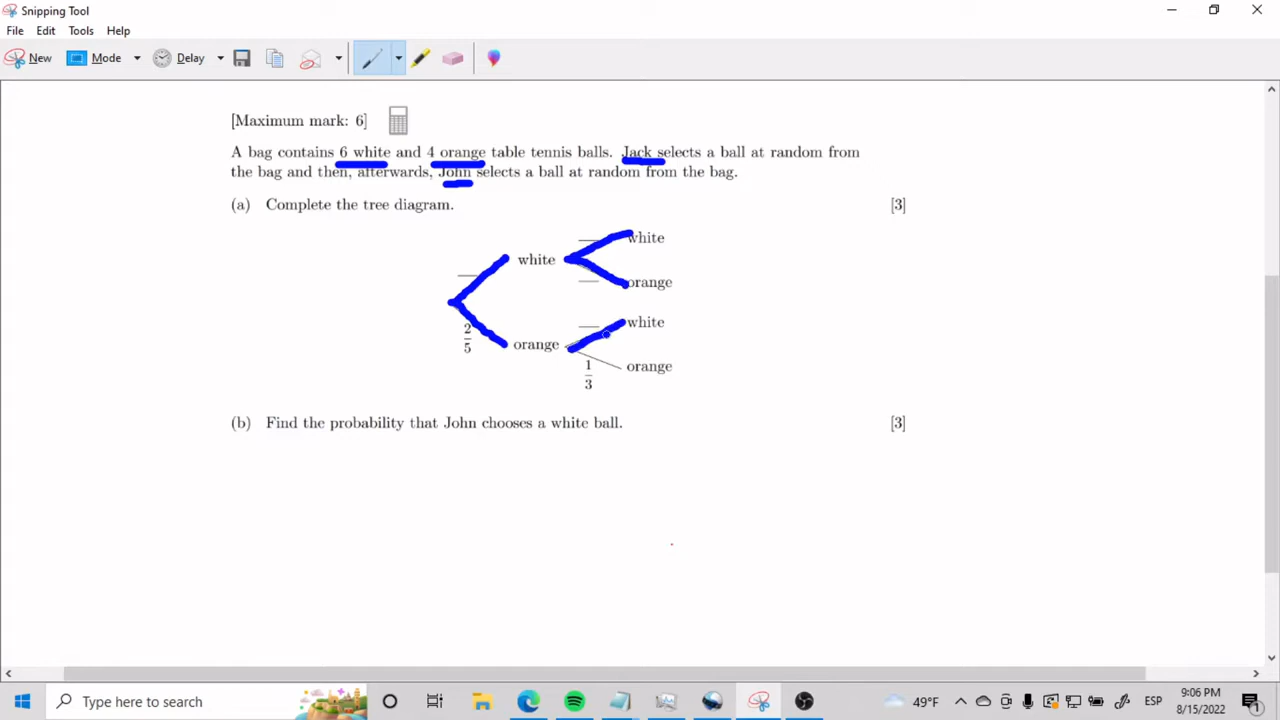 Snipping Tool
File Edit Tools Help
New Mode Delay
[Maximum mark: 6]
A bag contains 6 white and 4 orange table tennis balls. Jack selects a ball at random from
the bag and then, afterwards, John selects a ball at random from the bag.
(a) Complete the tree diagram. [3]
white
white
orange
2
5
orange
white
1
3
orange
(b) Find the probability that John chooses a white ball. [3]
Type here to search
49°F
ESP
9:06 PM
8/15/2022
1